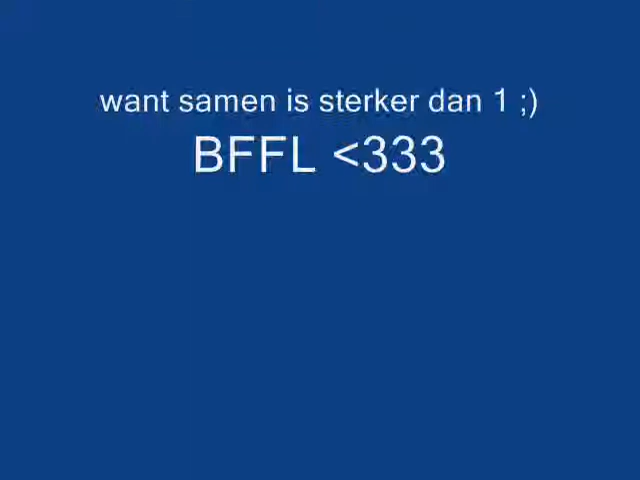 want samen is sterker dan 1 ;)
BFFL <333